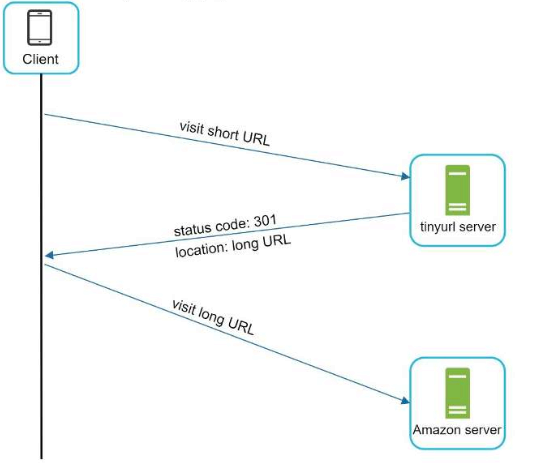 Client
visit short URL
tinyurl server
status code: 301
location: long URL
visit long URL
Amazon server